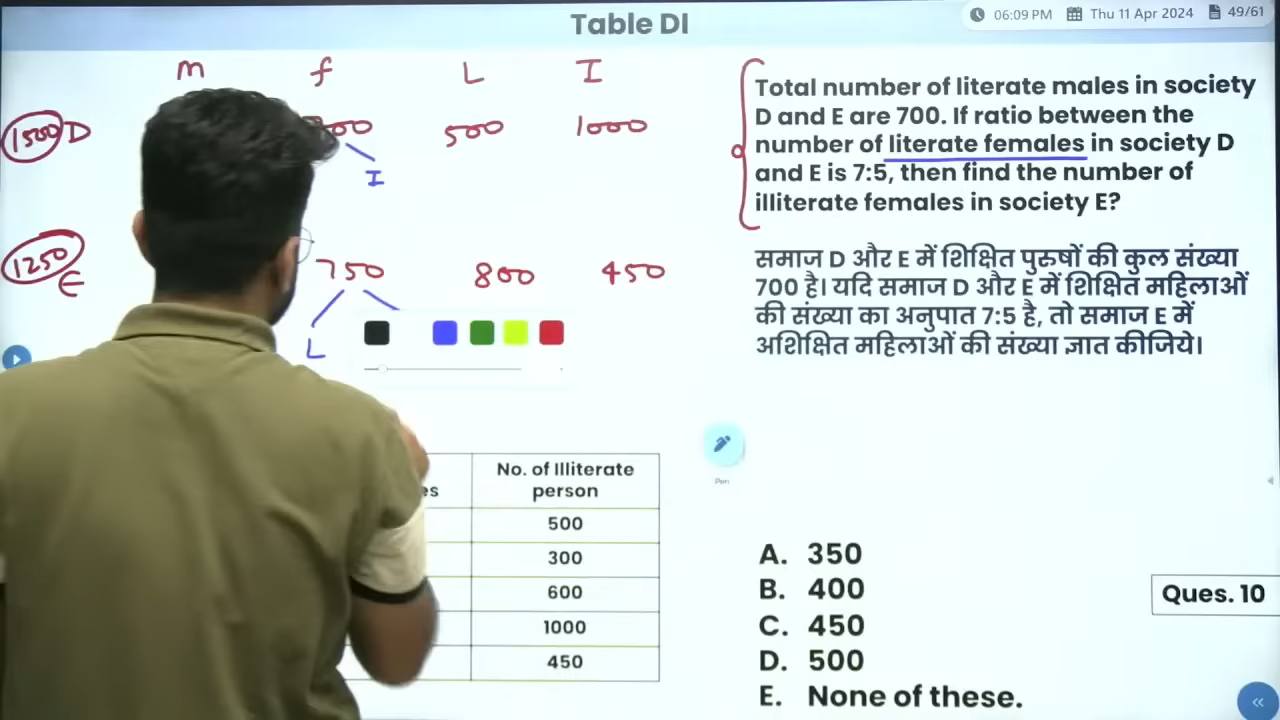 Table DI
06:09 PM Thu 11 Apr 2024 49/61
m f L I
1500 D 500 1000
I
1250 E 750 800 450
L
Total number of literate males in society
D and E are 700. If ratio between the
number of literate females in society D
and E is 7:5, then find the number of
illiterate females in society E?
समाज D और E में शिक्षित पुरुषों की कुल संख्या
700 है। यदि समाज D और E में शिक्षित महिलाओं
की संख्या का अनुपात 7:5 है, तो समाज E में
अशिक्षित महिलाओं की संख्या ज्ञात कीजिये।
Pen
No. of Illiterate
person
500
300
600
1000
450
A. 350
B. 400
C. 450
D. 500
E. None of these.
Ques. 10